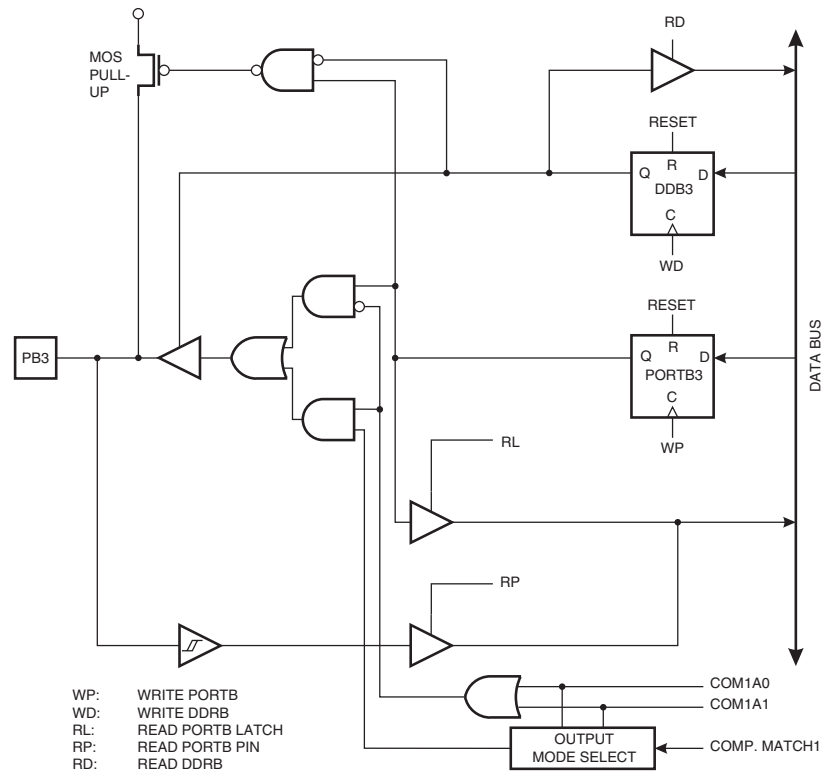 RD
MOS
PULL-
UP
RESET
R
Q
D
DDB3
C
WD
RESET
R
Q
D
PORTB3
C
WP
PB3
DATA BUS
RL
RP
WP: WRITE PORTB
WD: WRITE DDRB
RL: READ PORTB LATCH
RP: READ PORTB PIN
RD: READ DDRB
COM1A0
COM1A1
OUTPUT
MODE SELECT
COMP. MATCH1